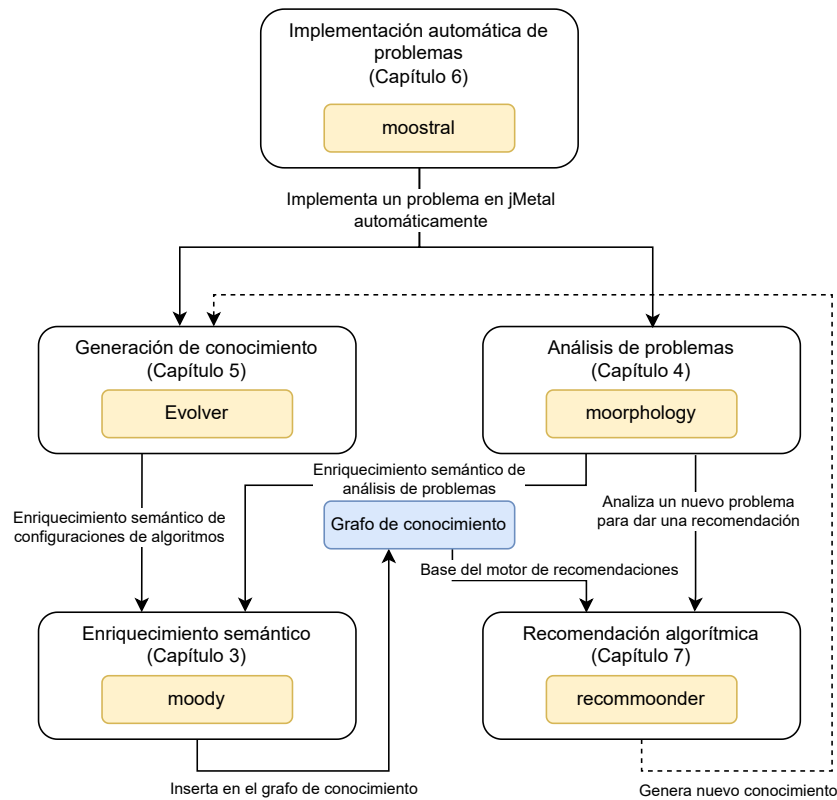 Implementación automática de
problemas
(Capítulo 6)
moostral
Implementa un problema en jMetal
automáticamente
Generación de conocimiento
(Capítulo 5)
Evolver
Análisis de problemas
(Capítulo 4)
moorphology
Enriquecimiento semántico de
análisis de problemas
Enriquecimiento semántico de
configuraciones de algoritmos
Grafo de conocimiento
Analiza un nuevo problema
para dar una recomendación
Base del motor de recomendaciones
Enriquecimiento semántico
(Capítulo 3)
moody
Recomendación algorítmica
(Capítulo 7)
recommoonder
Inserta en el grafo de conocimiento
Genera nuevo conocimiento